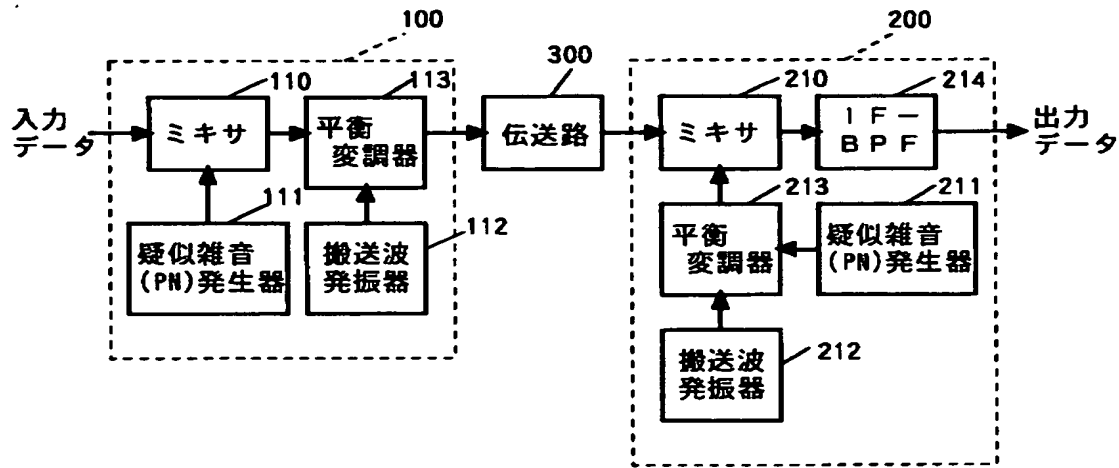 100
200
300
110
113
210
214
入力
データ
ミキサ
平衡
変調器
伝送路
ミキサ
IF−
BPF
出力
データ
111
112
213
211
疑似雑音
(PN)発生器
搬送波
発振器
平衡
変調器
疑似雑音
(PN)発生器
搬送波
発振器
212